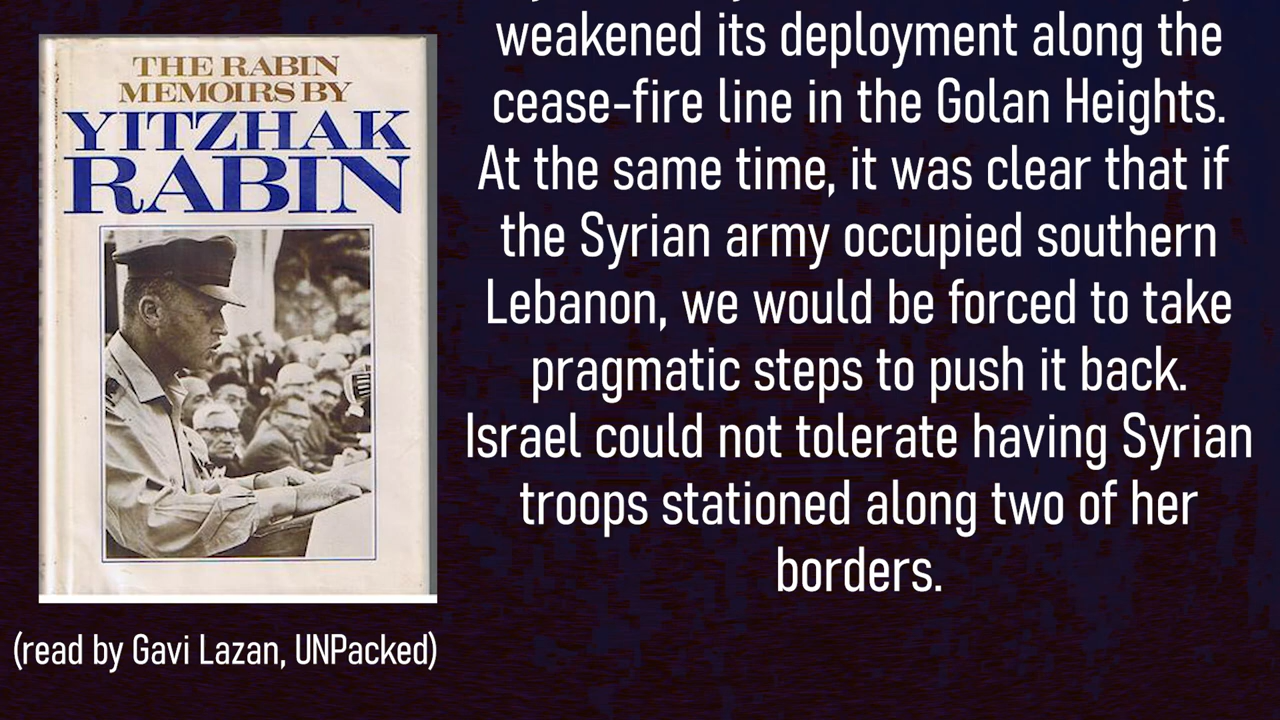 THE RABIN
MEMOIRS BY
YITZHAK
RABIN
(read by Gavi Lazan, UNPacked)
weakened its deployment along the
cease-fire line in the Golan Heights.
At the same time, it was clear that if
the Syrian army occupied southern
Lebanon, we would be forced to take
pragmatic steps to push it back.
Israel could not tolerate having Syrian
troops stationed along two of her
borders.